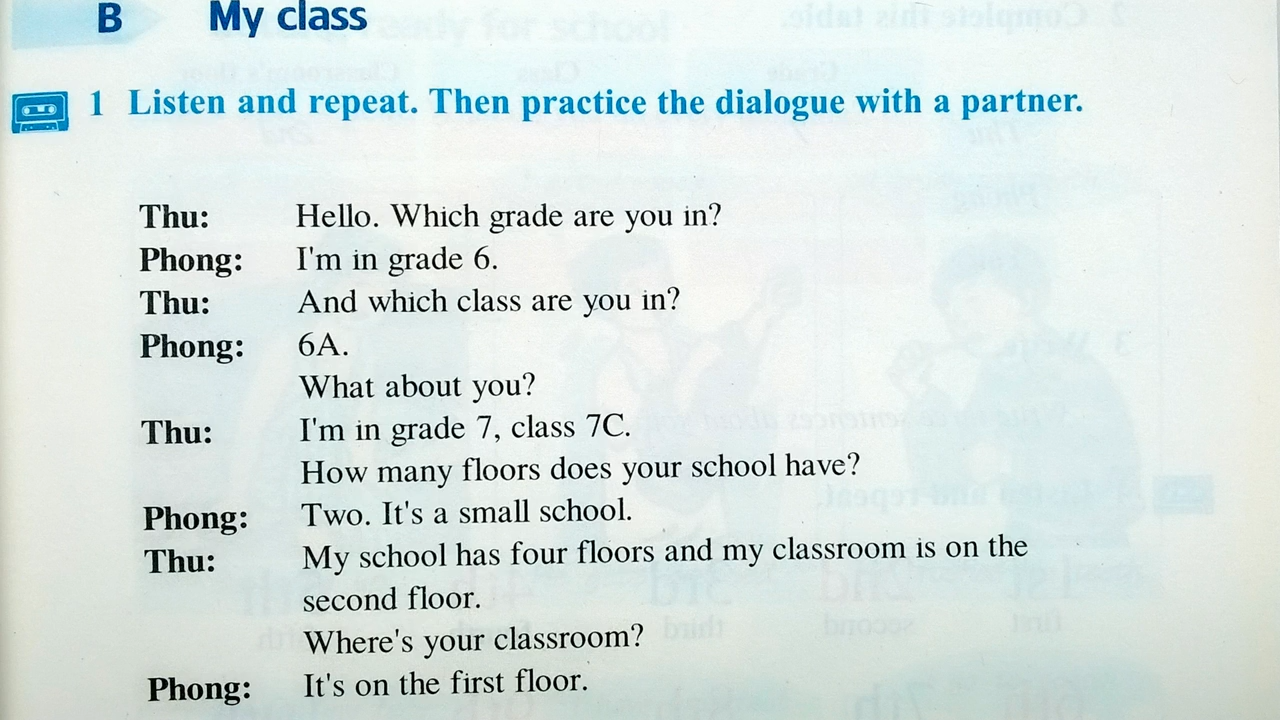 B My class
1 Listen and repeat. Then practice the dialogue with a partner.
Thu: Hello. Which grade are you in?
Phong: I'm in grade 6.
Thu: And which class are you in?
Phong: 6A.
What about you?
Thu: I'm in grade 7, class 7C.
How many floors does your school have?
Phong: Two. It's a small school.
Thu: My school has four floors and my classroom is on the
second floor.
Where's your classroom?
Phong: It's on the first floor.